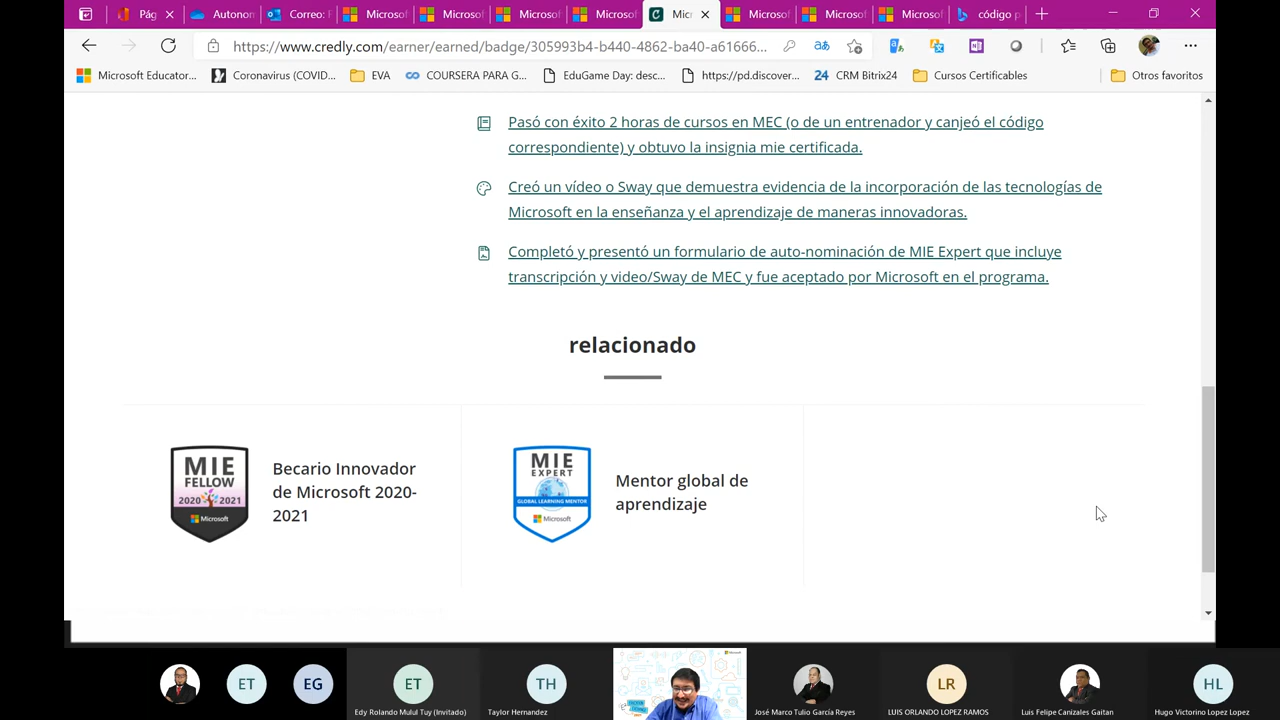 Pág
Autonon
Correo: F
Microsof
Microsof
Microsof
Microsof
Micr
Microsof
Microsof
Microsof
código p
https://www.credly.com/earner/earned/badge/305993b4-b440-4862-ba40-a61666...
Microsoft Educator...
Coronavirus (COVID...
EVA
COURSERA PARA G...
EduGame Day: desc...
https://pd.discover...
24 CRM Bitrix24
Cursos Certificables
Otros favoritos
Pasó con éxito 2 horas de cursos en MEC (o de un entrenador y canjeó el código
correspondiente) y obtuvo la insignia mie certificada.
Creó un vídeo o Sway que demuestra evidencia de la incorporación de las tecnologías de
Microsoft en la enseñanza y el aprendizaje de maneras innovadoras.
Completó y presentó un formulario de auto-nominación de MIE Expert que incluye
transcripción y video/Sway de MEC y fue aceptado por Microsoft en el programa.
relacionado
MIE
FELLOW
2020 2021
Microsoft
Becario Innovador
de Microsoft 2020-
2021
MIE
EXPERT
GLOBAL LEARNING MENTOR
Microsoft
Mentor global de
aprendizaje
ET
EG
ET
Edy Rolando Mulul Tuy (Invitado)
TH
Taylor Hernandez
José Marco Tulio García Reyes
LR
LUIS ORLANDO LOPEZ RAMOS
Luis Felipe Canizales Gaitan
HL
Hugo Victorino Lopez Lopez